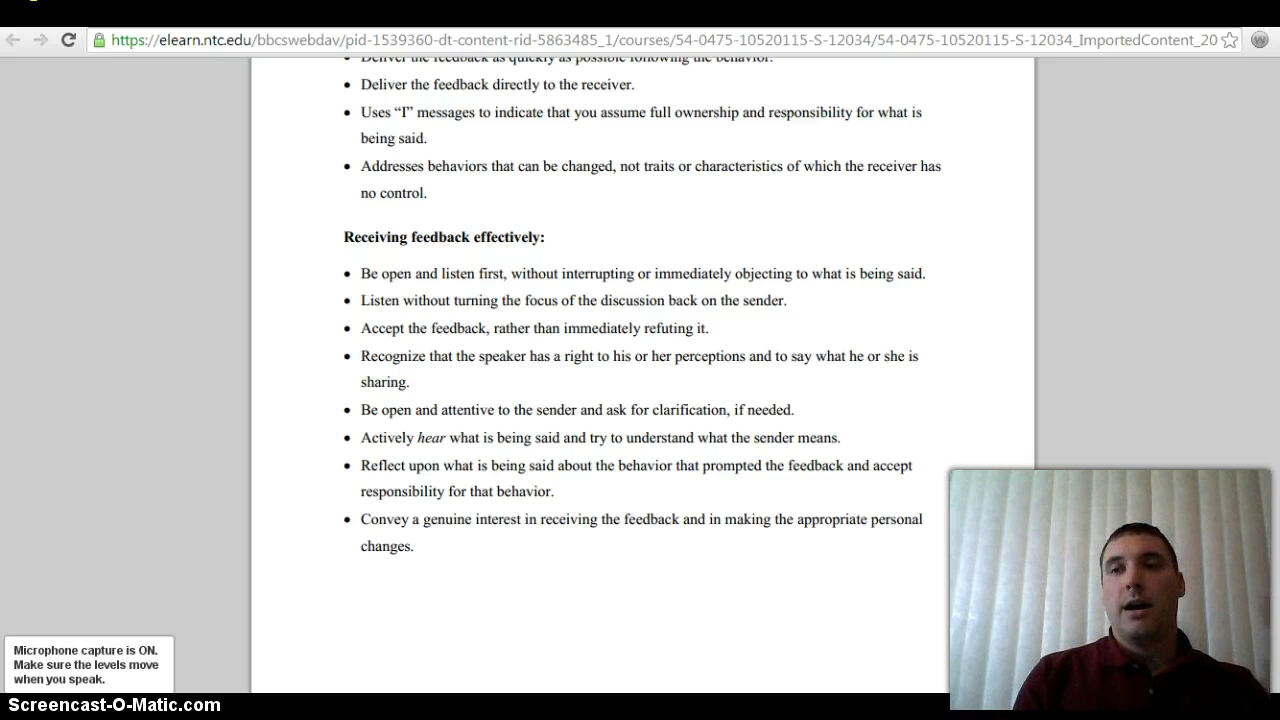 https://elearn.ntc.edu/bbcswebdav/pid-1539360-dt-content-rid-5863485_1/courses/54-0475-10520115-S-12034/54-0475-10520115-S-12034_ImportedContent_20
• Deliver the feedback as quickly as possible following the behavior.
• Deliver the feedback directly to the receiver.
• Uses “I” messages to indicate that you assume full ownership and responsibility for what is
being said.
• Addresses behaviors that can be changed, not traits or characteristics of which the receiver has
no control.
Receiving feedback effectively:
• Be open and listen first, without interrupting or immediately objecting to what is being said.
• Listen without turning the focus of the discussion back on the sender.
• Accept the feedback, rather than immediately refuting it.
• Recognize that the speaker has a right to his or her perceptions and to say what he or she is
sharing.
• Be open and attentive to the sender and ask for clarification, if needed.
• Actively hear what is being said and try to understand what the sender means.
• Reflect upon what is being said about the behavior that prompted the feedback and accept
responsibility for that behavior.
• Convey a genuine interest in receiving the feedback and in making the appropriate personal
changes.
Microphone capture is ON.
Make sure the levels move
when you speak.
Screencast-O-Matic.com